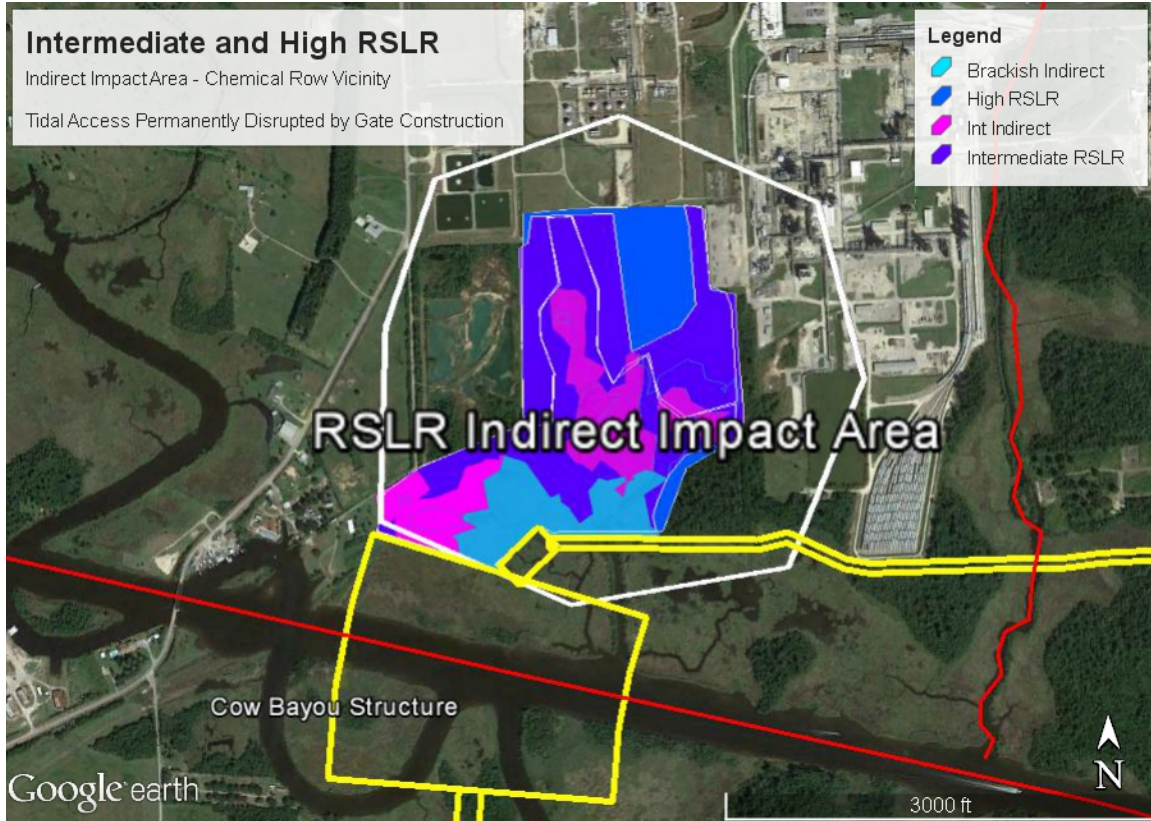 Intermediate and High RSLR
Indirect Impact Area - Chemical Row Vicinity
Tidal Access Permanently Disrupted by Gate Construction
Legend
Brackish Indirect
High RSLR
Int Indirect
Intermediate RSLR
RSLR Indirect Impact Area
Cow Bayou Structure
Google earth
N
3000 ft